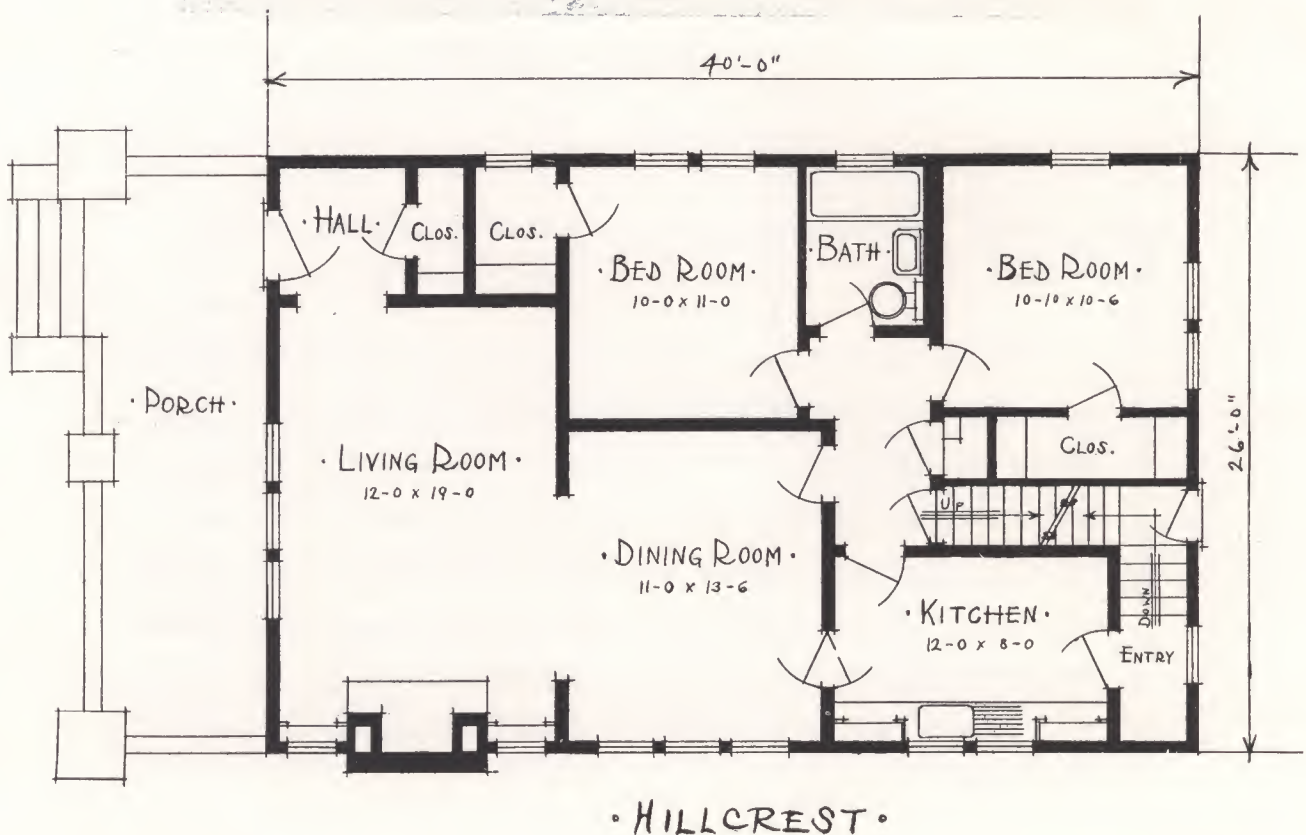 40'-0"
· HALL ·
CLOS.
CLOS.
· BED ROOM ·
10-0 x 11-0
· BATH ·
· BED ROOM ·
10-10 x 10-6
· PORCH ·
· LIVING ROOM ·
12-0 x 19-0
CLOS.
26'-0"
UP
· DINING ROOM ·
11-0 x 13-6
· KITCHEN ·
12-0 x 8-0
DOWN
ENTRY
· HILLCREST ·